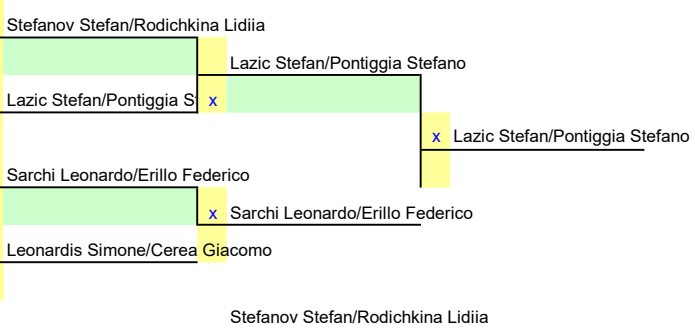 Stefanov Stefan/Rodichkina Lidiia
Lazic Stefan/Pontiggia Stefano
Lazic Stefan/Pontiggia S
x
x
Lazic Stefan/Pontiggia Stefano
Sarchi Leonardo/Erillo Federico
x
Sarchi Leonardo/Erillo Federico
Leonardis Simone/Cerea Giacomo
Stefanov Stefan/Rodichkina Lidiia